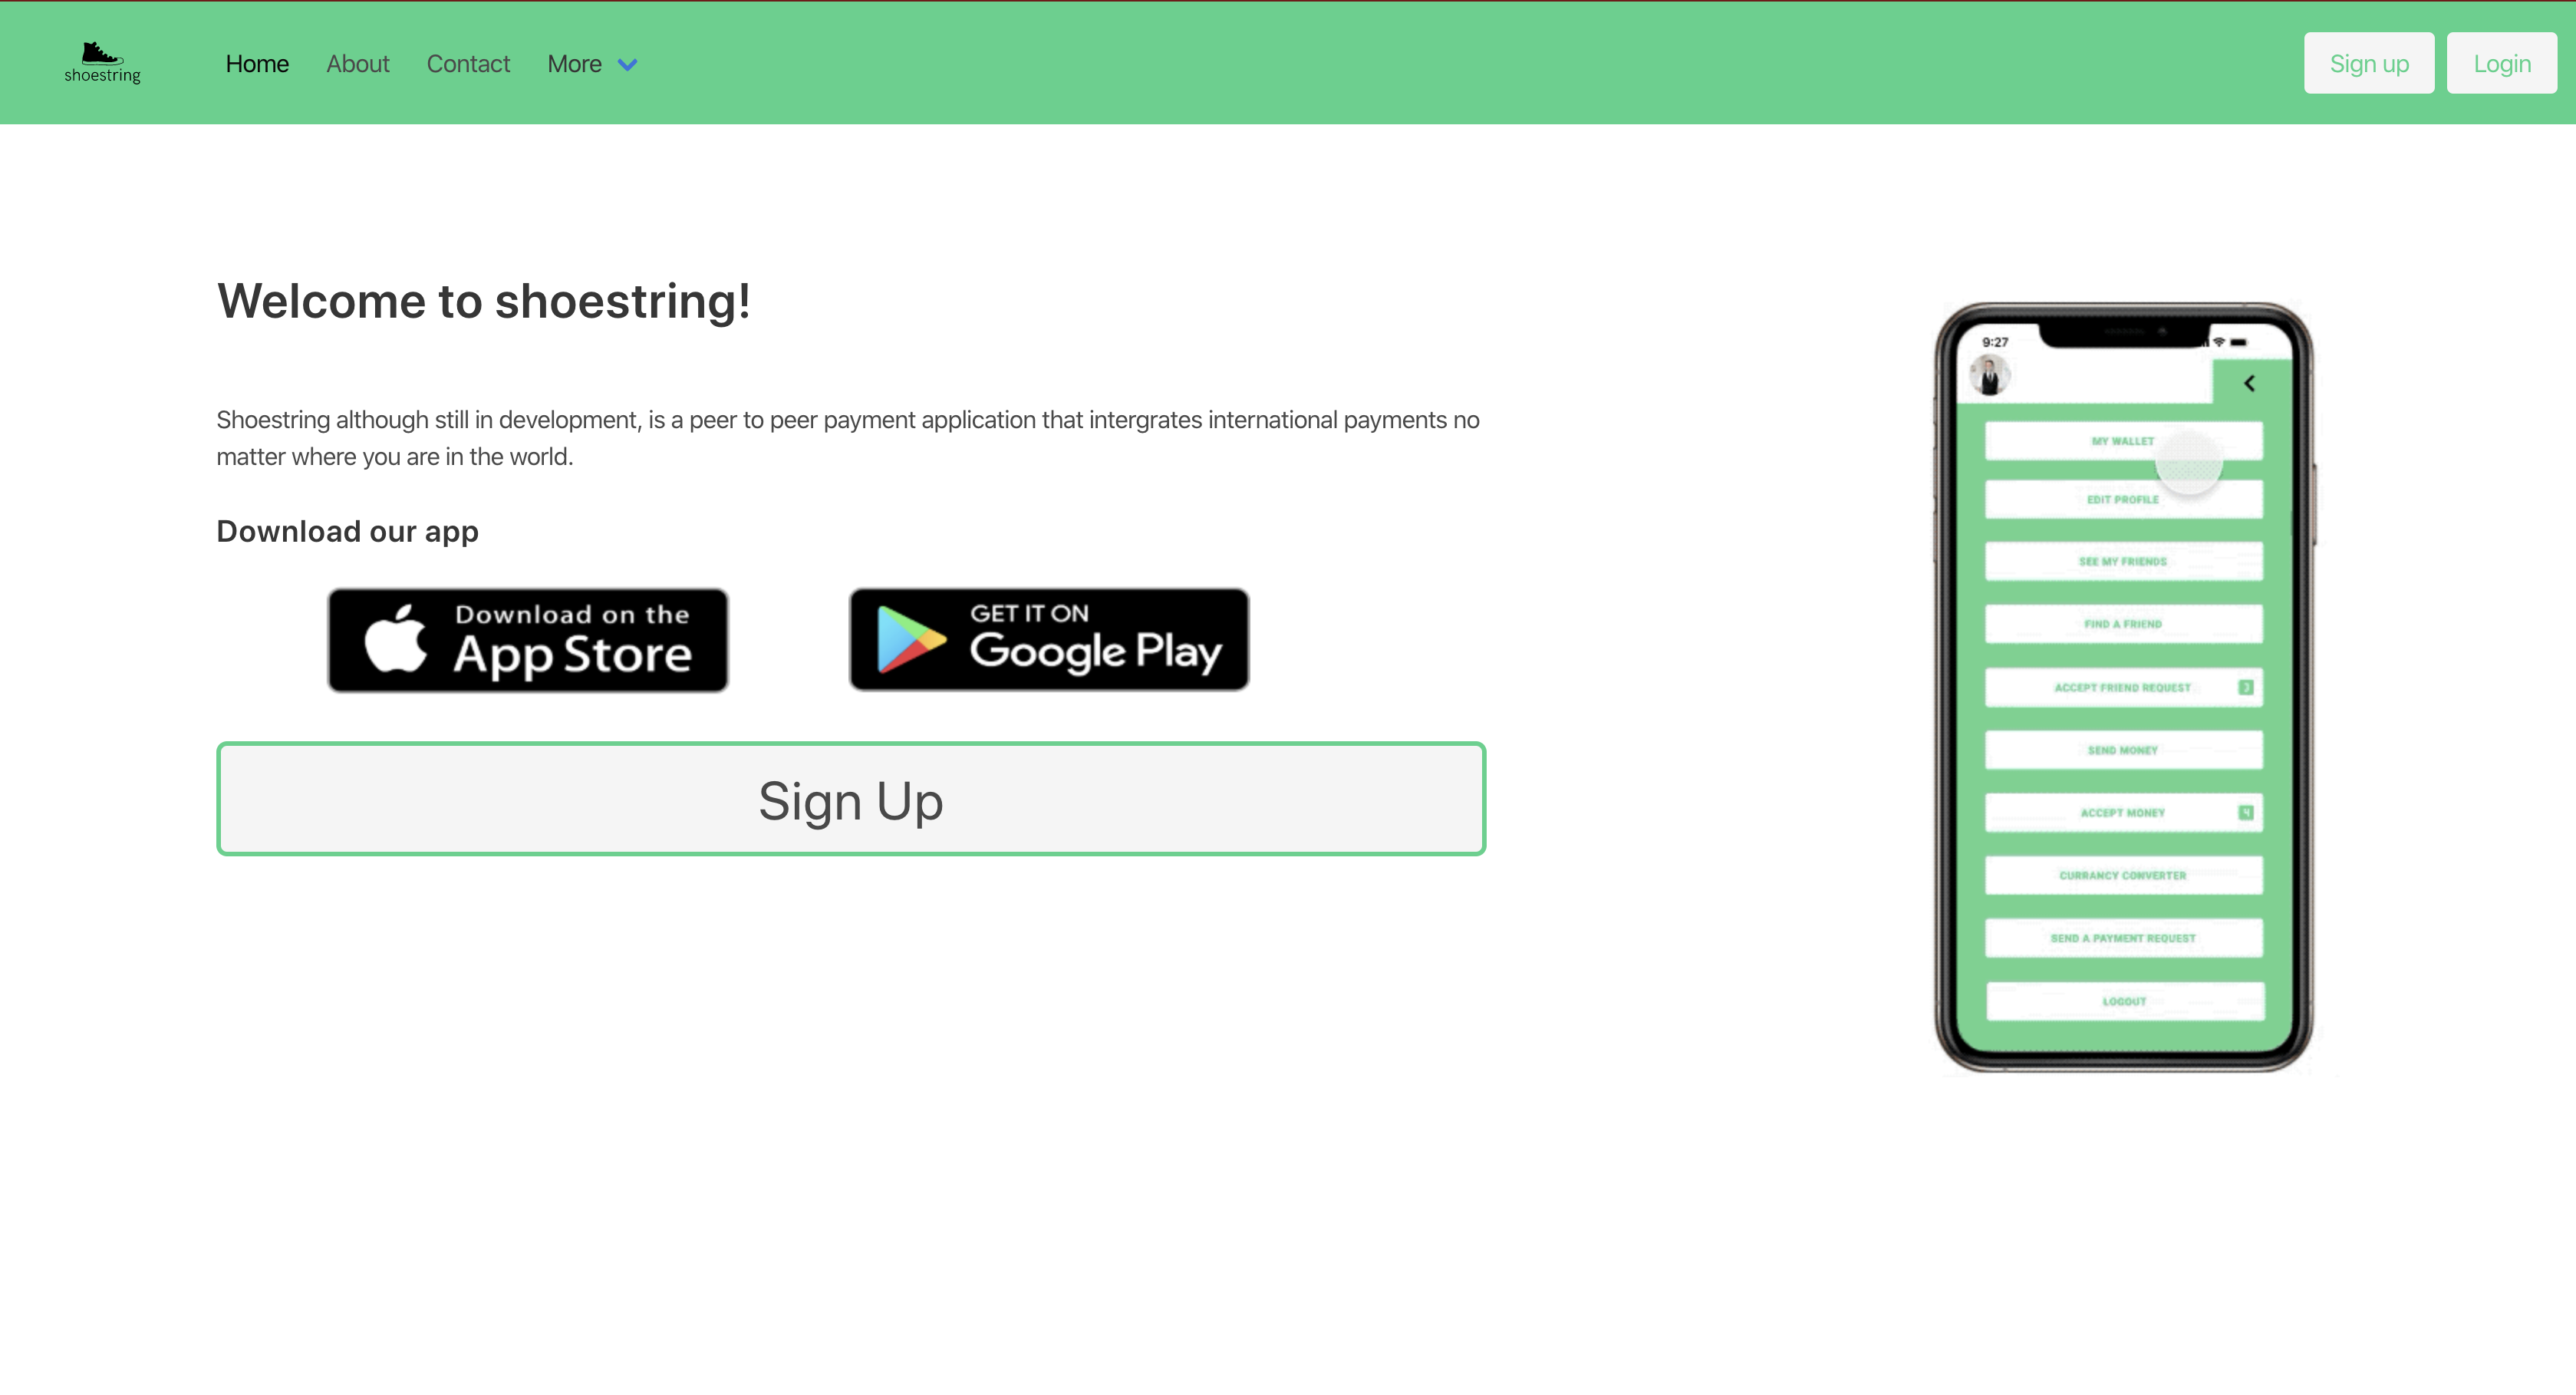 shoestring
Home About Contact More
Sign up Login
Welcome to shoestring!
Shoestring although still in development, is a peer to peer payment application that intergrates international payments no
matter where you are in the world.
Download our app
Download on the
App Store
GET IT ON
Google Play
Sign Up
9:27
MY WALLET
EDIT PROFILE
SEE MY FRIENDS
FIND A FRIEND
ACCEPT FRIEND REQUEST 3
SEND MONEY
ACCEPT MONEY 4
CURRANCY CONVERTER
SEND A PAYMENT REQUEST
LOGOUT